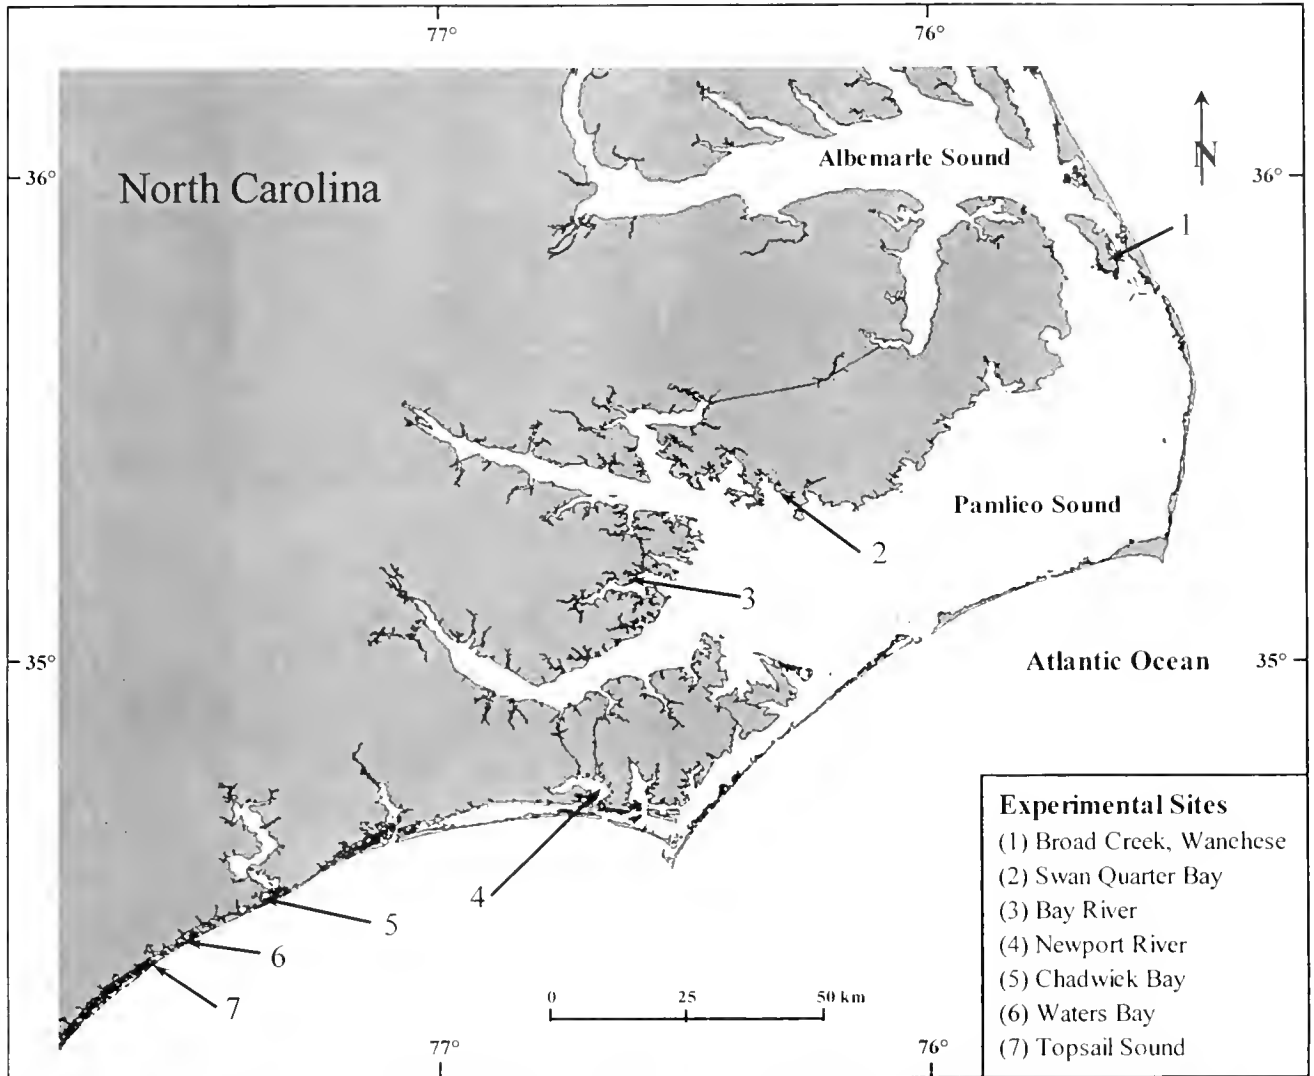 77° 76°
Albemarle Sound
N
36° 36°
North Carolina
1
Pamlico Sound
2
3
35° Atlantic Ocean 35°
4
5
6
7
0 25 50 km
Experimental Sites
(1) Broad Creek, Wanchese
(2) Swan Quarter Bay
(3) Bay River
(4) Newport River
(5) Chadwick Bay
(6) Waters Bay
(7) Topsail Sound
77° 76°